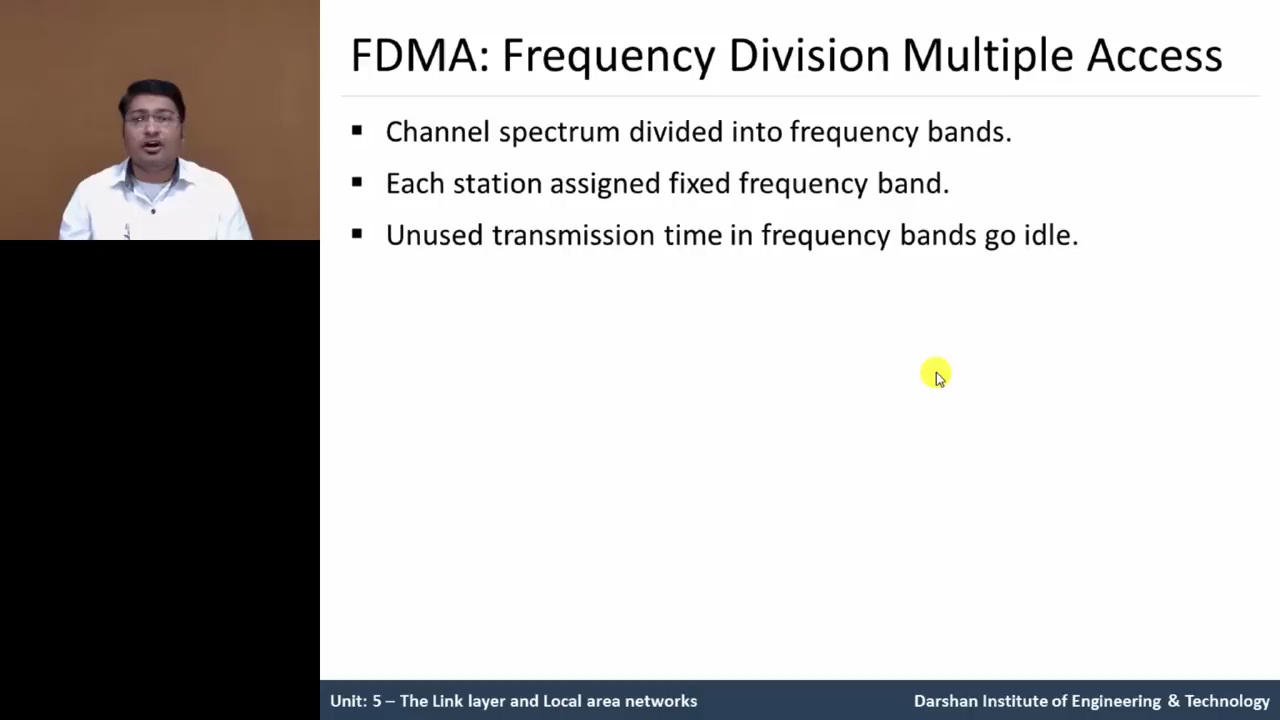 FDMA: Frequency Division Multiple Access
▪ Channel spectrum divided into frequency bands.
▪ Each station assigned fixed frequency band.
▪ Unused transmission time in frequency bands go idle.
Unit: 5 – The Link layer and Local area networks
Darshan Institute of Engineering & Technology